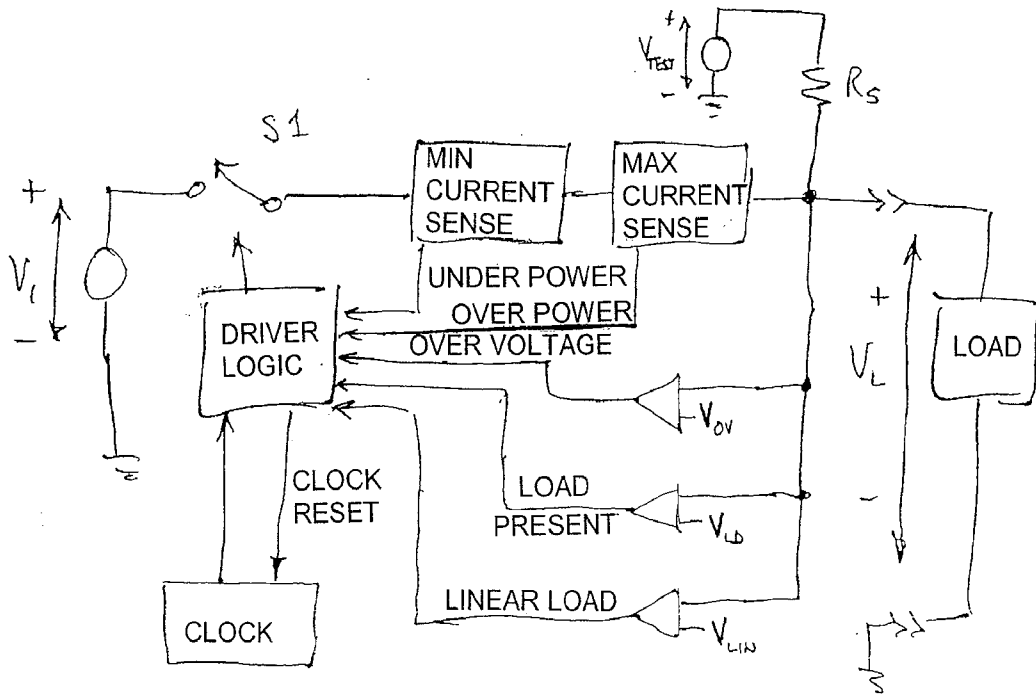 +
V_TEST
-
R_S
S1
+
V_1
-
MIN
CURRENT
SENSE
MAX
CURRENT
SENSE
UNDER POWER
OVER POWER
OVER VOLTAGE
DRIVER
LOGIC
V_OV
+
V_L
-
LOAD
CLOCK
RESET
LOAD
PRESENT
V_LD
LINEAR LOAD
V_LIN
CLOCK